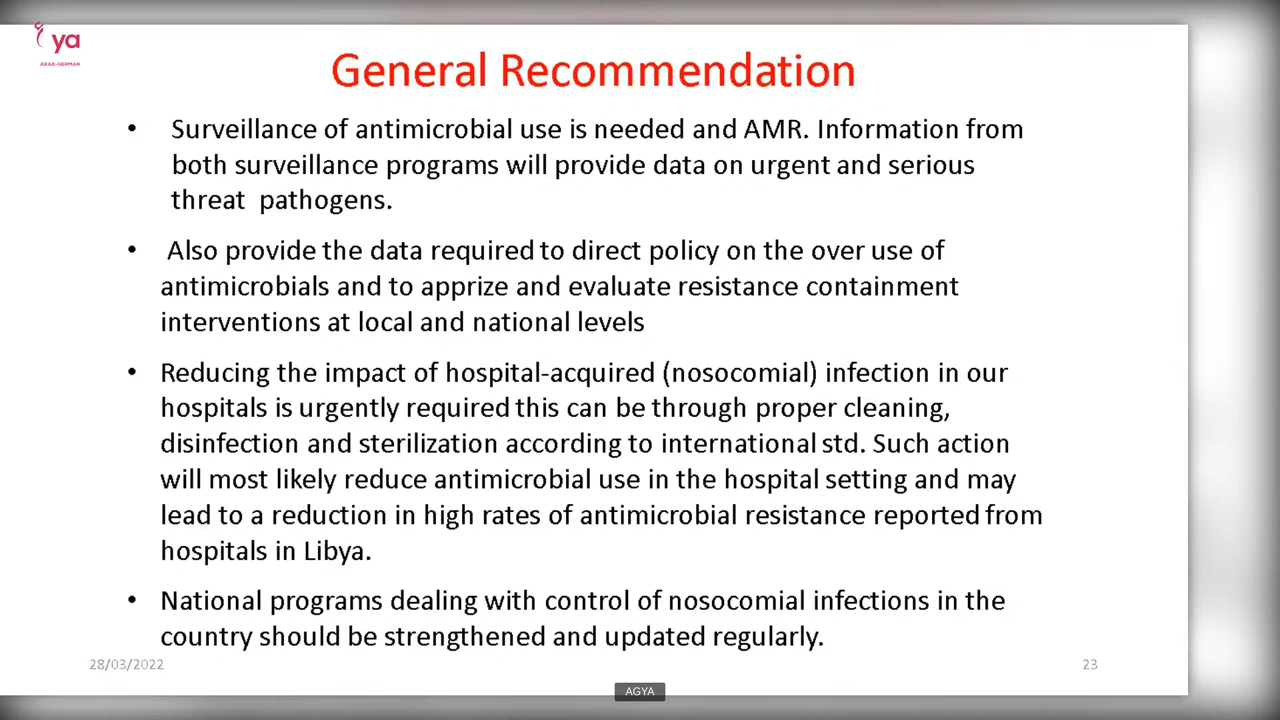 ya
ARAB-GERMAN
General Recommendation
• Surveillance of antimicrobial use is needed and AMR. Information from
both surveillance programs will provide data on urgent and serious
threat pathogens.
• Also provide the data required to direct policy on the over use of
antimicrobials and to apprize and evaluate resistance containment
interventions at local and national levels
• Reducing the impact of hospital-acquired (nosocomial) infection in our
hospitals is urgently required this can be through proper cleaning,
disinfection and sterilization according to international std. Such action
will most likely reduce antimicrobial use in the hospital setting and may
lead to a reduction in high rates of antimicrobial resistance reported from
hospitals in Libya.
• National programs dealing with control of nosocomial infections in the
country should be strengthened and updated regularly.
28/03/2022
23
AGYA